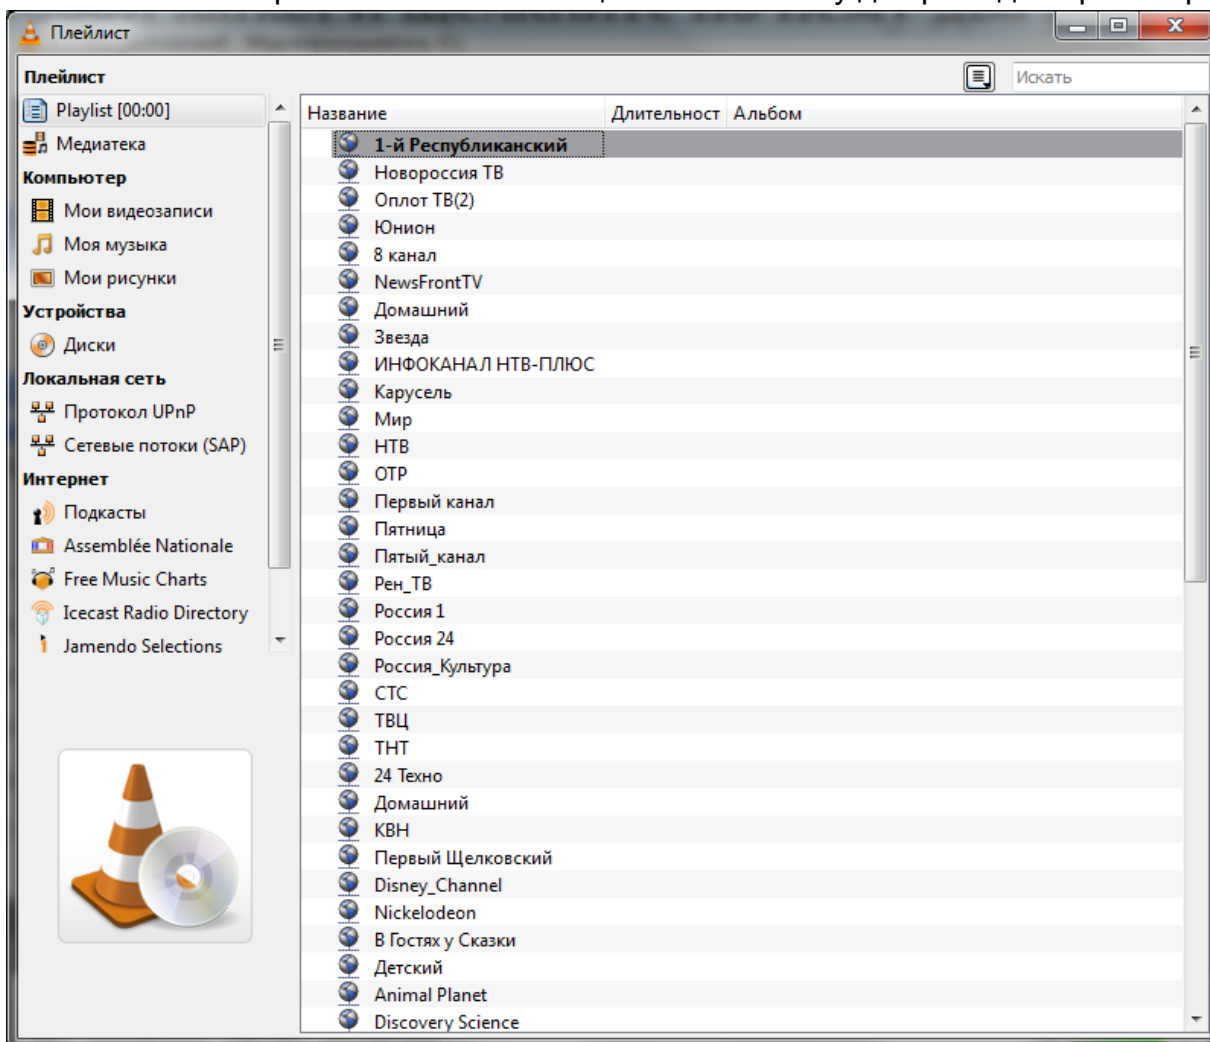 Плейлист
Плейлист
Искать
Playlist [00:00]
Медиатека
Компьютер
Мои видеозаписи
Моя музыка
Мои рисунки
Устройства
Диски
Локальная сеть
Протокол UPnP
Сетевые потоки (SAP)
Интернет
Подкасты
Assemblée Nationale
Free Music Charts
Icecast Radio Directory
Jamendo Selections
Название Длительност Альбом
1-й Республиканский
Новороссия ТВ
Оплот ТВ(2)
Юнион
8 канал
NewsFrontTV
Домашний
Звезда
ИНФОКАНАЛ НТВ-ПЛЮС
Карусель
Мир
НТВ
ОТР
Первый канал
Пятница
Пятый_канал
Рен_ТВ
Россия 1
Россия 24
Россия_Культура
СТС
ТВЦ
ТНТ
24 Техно
Домашний
КВН
Первый Щелковский
Disney_Channel
Nickelodeon
В Гостях у Сказки
Детский
Animal Planet
Discovery Science